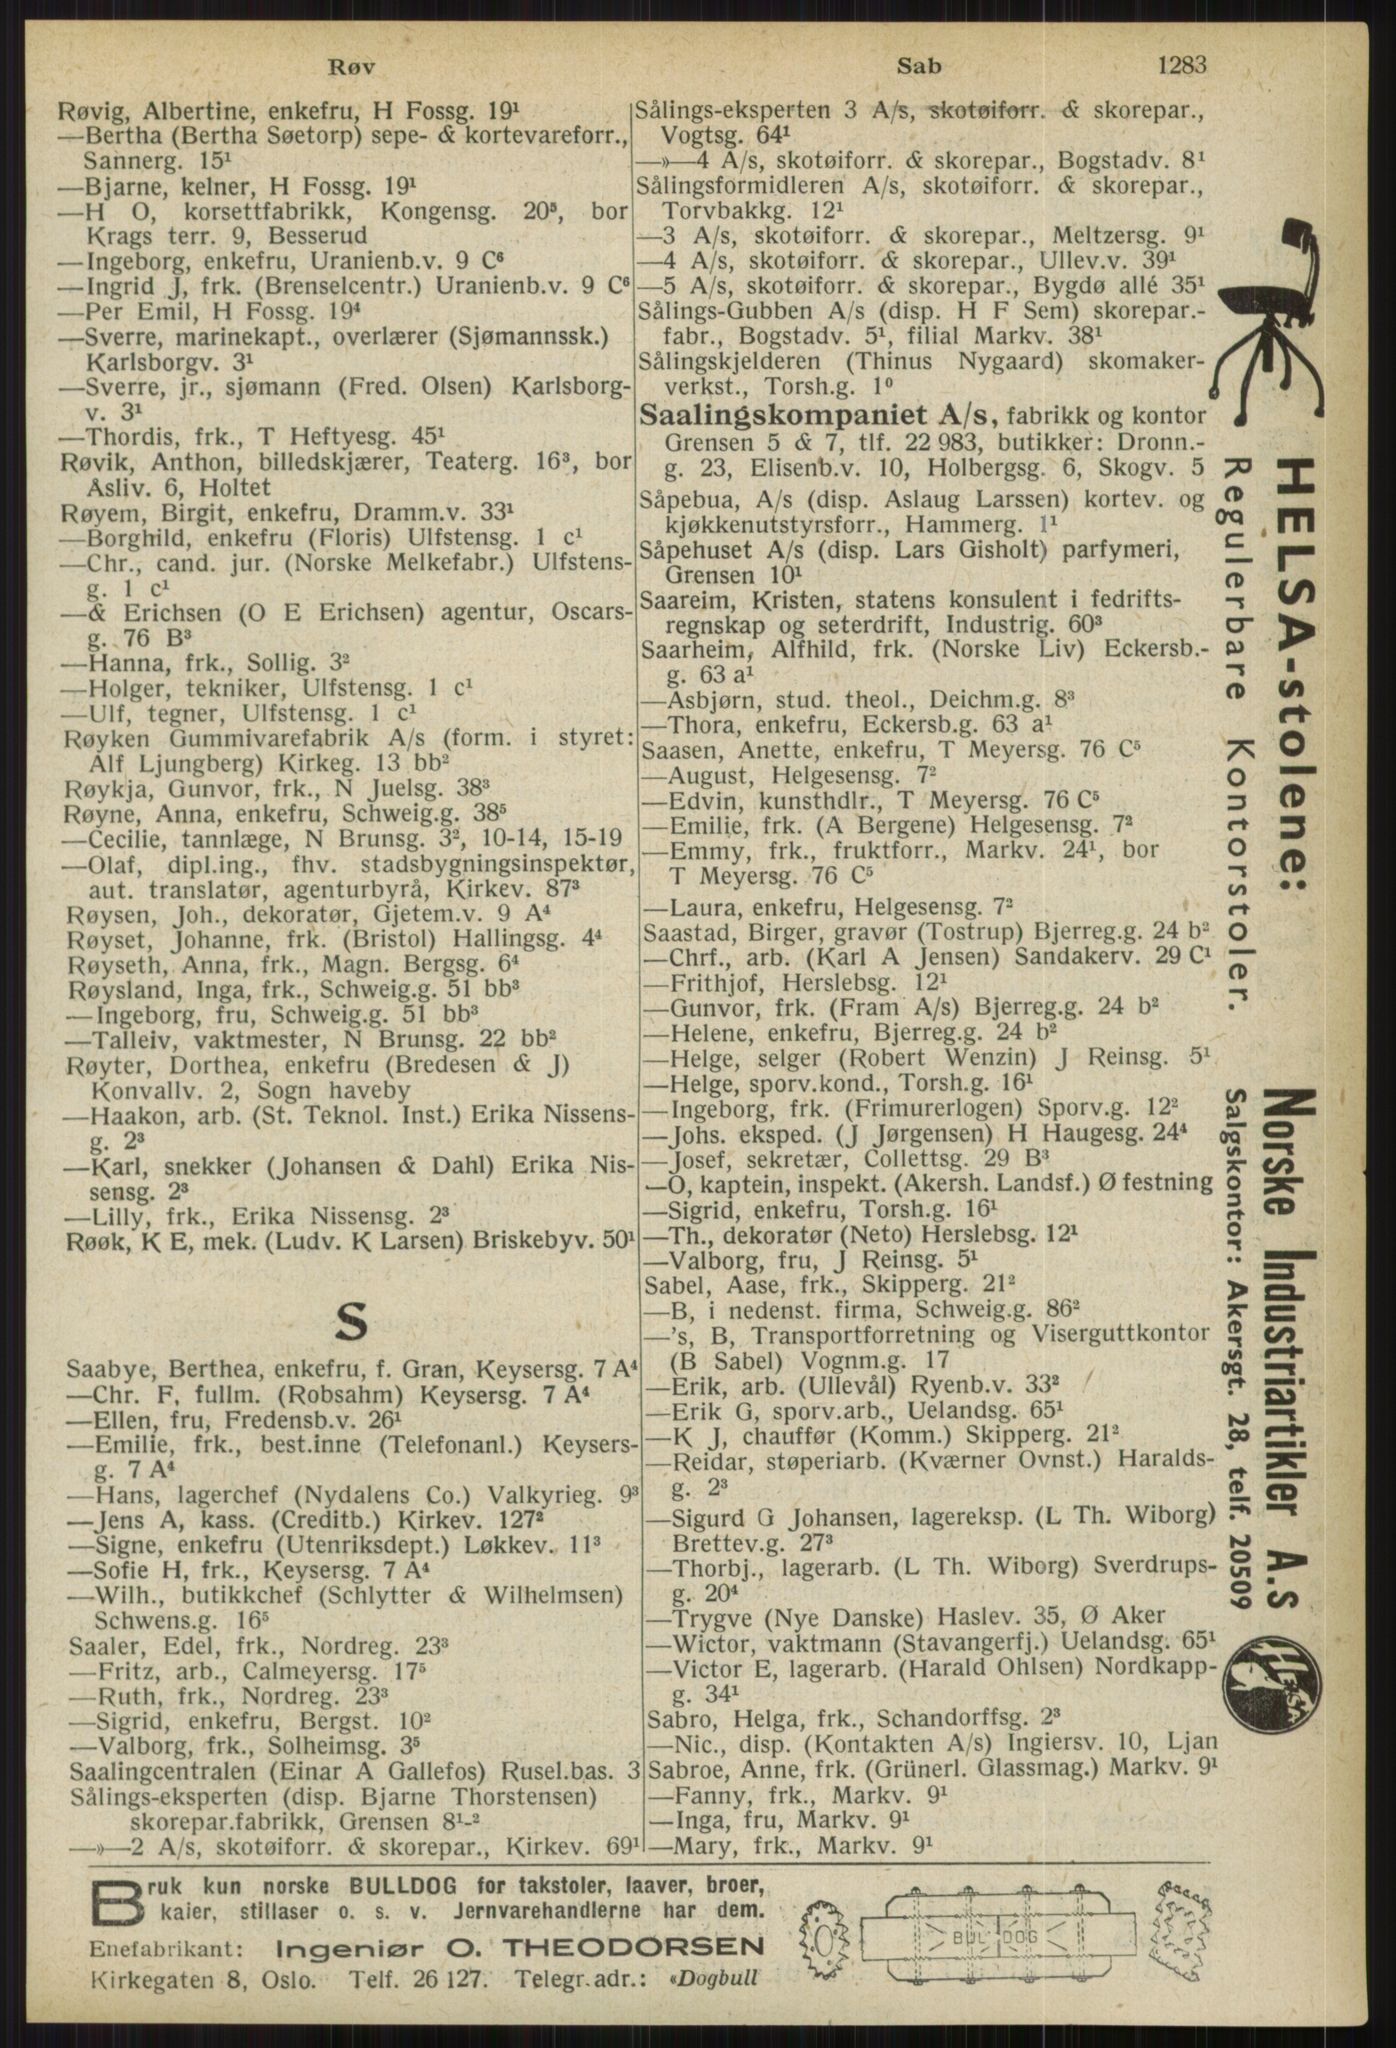 Røv
Sab
1283
Røvig, Albertine, enkefru, H Fossg. 19¹
—Bertha (Bertha Søetorp) sepe- & kortevareforr.,
Sannerg. 15¹
—Bjarne, kelner, H Fossg. 19¹
—H O, korsettfabrikk, Kongensg. 20⁵, bor
Krags terr. 9, Besserud
—Ingeborg, enkefru, Uranienb.v. 9 C⁶
—Ingrid J, frk. (Brenselcentr.) Uranienb.v. 9 C⁶
—Per Emil, H Fossg. 19⁴
—Sverre, marinekapt., overlærer (Sjømannssk.)
Karlsborgv. 3¹
—Sverre, jr., sjømann (Fred. Olsen) Karlsborg-
v. 3¹
—Thordis, frk., T Heftyesg. 45¹
Røvik, Anthon, billedskjærer, Teaterg. 16³, bor
Åsliv. 6, Holtet
Røyem, Birgit, enkefru, Dramm.v. 33¹
—Borghild, enkefru (Floris) Ulfstensg. 1 c¹
—Chr., cand. jur. (Norske Melkefabr.) Ulfstens-
g. 1 c¹
—& Erichsen (O E Erichsen) agentur, Oscars-
g. 76 B³
—Hanna, frk., Sollig. 3²
—Holger, tekniker, Ulfstensg. 1 c¹
—Ulf, tegner, Ulfstensg. 1 c¹
Røyken Gummivarefabrik A/s (form. i styret:
Alf Ljungberg) Kirkeg. 13 bb²
Røykja, Gunvor, frk., N Juelsg. 38³
Røyne, Anna, enkefru, Schweig.g. 38⁵
—Cecilie, tannlæge, N Brunsg. 3², 10-14, 15-19
—Olaf, dipl.ing., fhv. stadsbygningsinspektør,
aut. translatør, agenturbyrå, Kirkev. 87³
Røysen, Joh., dekoratør, Gjetem.v. 9 A⁴
Røyset, Johanne, frk. (Bristol) Hallingsg. 4⁴
Røyseth, Anna, frk., Magn. Bergsg. 6⁴
Røysland, Inga, frk., Schweig.g. 51 bb³
—Ingeborg, fru, Schweig.g. 51 bb³
—Talleiv, vaktmester, N Brunsg. 22 bb²
Røyter, Dorthea, enkefru (Bredesen & J)
Konvallv. 2, Sogn haveby
—Haakon, arb. (St. Teknol. Inst.) Erika Nissens-
g. 2³
—Karl, snekker (Johansen & Dahl) Erika Nis-
sensg. 2³
—Lilly, frk., Erika Nissensg. 2³
Røøk, K E, mek. (Ludv. K Larsen) Briskebyv. 50¹
S
Saabye, Berthea, enkefru, f. Gran, Keysersg. 7 A⁴
—Chr. F, fullm. (Robsahm) Keysersg. 7 A⁴
—Ellen, fru, Fredensb.v. 26¹
—Emilie, frk., best.inne (Telefonanl.) Keysers-
g. 7 A⁴
—Hans, lagerchef (Nydalens Co.) Valkyrieg. 9³
—Jens A, kass. (Creditb.) Kirkev. 127²
—Signe, enkefru (Utenriksdept.) Løkkev. 11³
—Sofie H, frk., Keysersg. 7 A⁴
—Wilh., butikkchef (Schlytter & Wilhelmsen)
Schwens.g. 16⁵
Saaler, Edel, frk., Nordreg. 23³
—Fritz, arb., Calmeyersg. 17⁵
—Ruth, frk., Nordreg. 23³
—Sigrid, enkefru, Bergst. 10²
—Valborg, frk., Solheimsg. 3⁵
Saalingcentralen (Einar A Gallefos) Rusel.bas. 3
Sålings-eksperten (disp. Bjarne Thorstensen)
skorepar.fabrikk, Grensen 8¹-²
—»—2 A/s, skotøiforr. & skorepar., Kirkev. 69¹
Sålings-eksperten 3 A/s, skotøiforr. & skorepar.,
Vogtsg. 64¹
—»—4 A/s, skotøiforr. & skorepar., Bogstadv. 8¹
Sålingsformidleren A/s, skotøiforr. & skorepar.,
Torvbakkg. 12¹
—3 A/s, skotøiforr. & skorepar., Meltzersg. 9¹
—4 A/s, skotøiforr. & skorepar., Ullev.v. 39¹
—5 A/s, skotøiforr. & skorepar., Bygdø allé 35¹
Sålings-Gubben A/s (disp. H F Sem) skorepar.-
fabr., Bogstadv. 5¹, filial Markv. 38¹
Sålingskjelderen (Thinus Nygaard) skomaker-
verkst., Torsh.g. 1⁰
Saalingskompaniet A/s, fabrikk og kontor
Grensen 5 & 7, tlf. 22 983, butikker: Dronn.-
g. 23, Elisenb.v. 10, Holbergsg. 6, Skogv. 5
Såpebua, A/s (disp. Aslaug Larssen) kortev. og
kjøkkenutstyrsforr., Hammerg. 1¹
Såpehuset A/s (disp. Lars Gisholt) parfymeri,
Grensen 10¹
Saareim, Kristen, statens konsulent i fedrifts-
regnskap og seterdrift, Industrig. 60³
Saarheim, Alfhild, frk. (Norske Liv) Eckersb.-
g. 63 a¹
—Asbjørn, stud. theol., Deichm.g. 8³
—Thora, enkefru, Eckersb.g. 63 a¹
Saasen, Anette, enkefru, T Meyersg. 76 C⁵
—August, Helgesensg. 7²
—Edvin, kunsthdlr., T Meyersg. 76 C⁵
—Emilie, frk. (A Bergene) Helgesensg. 7²
—Emmy, frk., fruktforr., Markv. 24¹, bor
T Meyersg. 76 C⁵
—Laura, enkefru, Helgesensg. 7²
Saastad, Birger, gravør (Tostrup) Bjerreg.g. 24 b²
—Chrf., arb. (Karl A Jensen) Sandakerv. 29 C¹
—Frithjof, Herslebsg. 12¹
—Gunvor, frk. (Fram A/s) Bjerreg.g. 24 b²
—Helene, enkefru, Bjerreg.g. 24 b²
—Helge, selger (Robert Wenzin) J Reinsg. 5¹
—Helge, sporv.kond., Torsh.g. 16¹
—Ingeborg, frk. (Frimurerlogen) Sporv.g. 12²
—Johs. eksped. (J Jørgensen) H Haugesg. 24⁴
—Josef, sekretær, Collettsg. 29 B³
—O, kaptein, inspekt. (Akersh. Landsf.) Ø festning
—Sigrid, enkefru, Torsh.g. 16¹
—Th., dekoratør (Neto) Herslebsg. 12¹
—Valborg, fru, J Reinsg. 5¹
Sabel, Aase, frk., Skipperg. 21²
—B, i nedenst. firma, Schweig.g. 86²
—'s, B, Transportforretning og Viserguttkontor
(B Sabel) Vognm.g. 17
—Erik, arb. (Ullevål) Ryenb.v. 33²
—Erik G, sporv.arb., Uelandsg. 65¹
—K J, chauffør (Komm.) Skipperg. 21²
—Reidar, støperiarb. (Kværner Ovnst.) Haralds-
g. 2³
—Sigurd G Johansen, lagereksp. (L Th. Wiborg)
Brettev.g. 27³
—Thorbj., lagerarb. (L Th. Wiborg) Sverdrups-
g. 20⁴
—Trygve (Nye Danske) Haslev. 35, Ø Aker
—Wictor, vaktmann (Stavangerfj.) Uelandsg. 65¹
—Victor E, lagerarb. (Harald Ohlsen) Nordkapp-
g. 34¹
Sabro, Helga, frk., Schandorffsg. 2³
—Nic., disp. (Kontakten A/s) Ingiersv. 10, Ljan
Sabroe, Anne, frk. (Grünerl. Glassmag.) Markv. 9¹
—Fanny, frk., Markv. 9¹
—Inga, fru, Markv. 9¹
—Mary, frk., Markv. 9¹
HELSA-stolene:
Regulerbare Kontorstoler.
Norske Industriartikler A.s
Salgskontor: Akersgt. 28, telf. 20509
HELSA
Bruk kun norske BULLDOG for takstoler, laaver, broer,
kaier, stillaser o. s. v. Jernvarehandlerne har dem.
Enefabrikant: Ingeniør O. THEODORSEN
Kirkegaten 8, Oslo. Telf. 26 127. Telegr.adr.: «Dogbull
BULLDOG